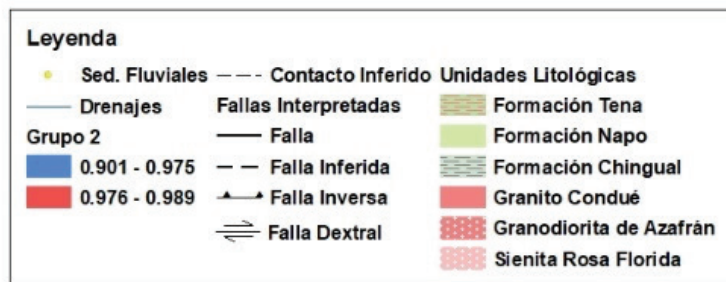 Leyenda
Sed. Fluviales
Drenajes
Grupo 2
0.901 - 0.975
0.976 - 0.989
Contacto Inferido
Fallas Interpretadas
Falla
Falla Inferida
Falla Inversa
Falla Dextral
Unidades Litológicas
Formación Tena
Formación Napo
Formación Chingual
Granito Condué
Granodiorita de Azafrán
Sienita Rosa Florida